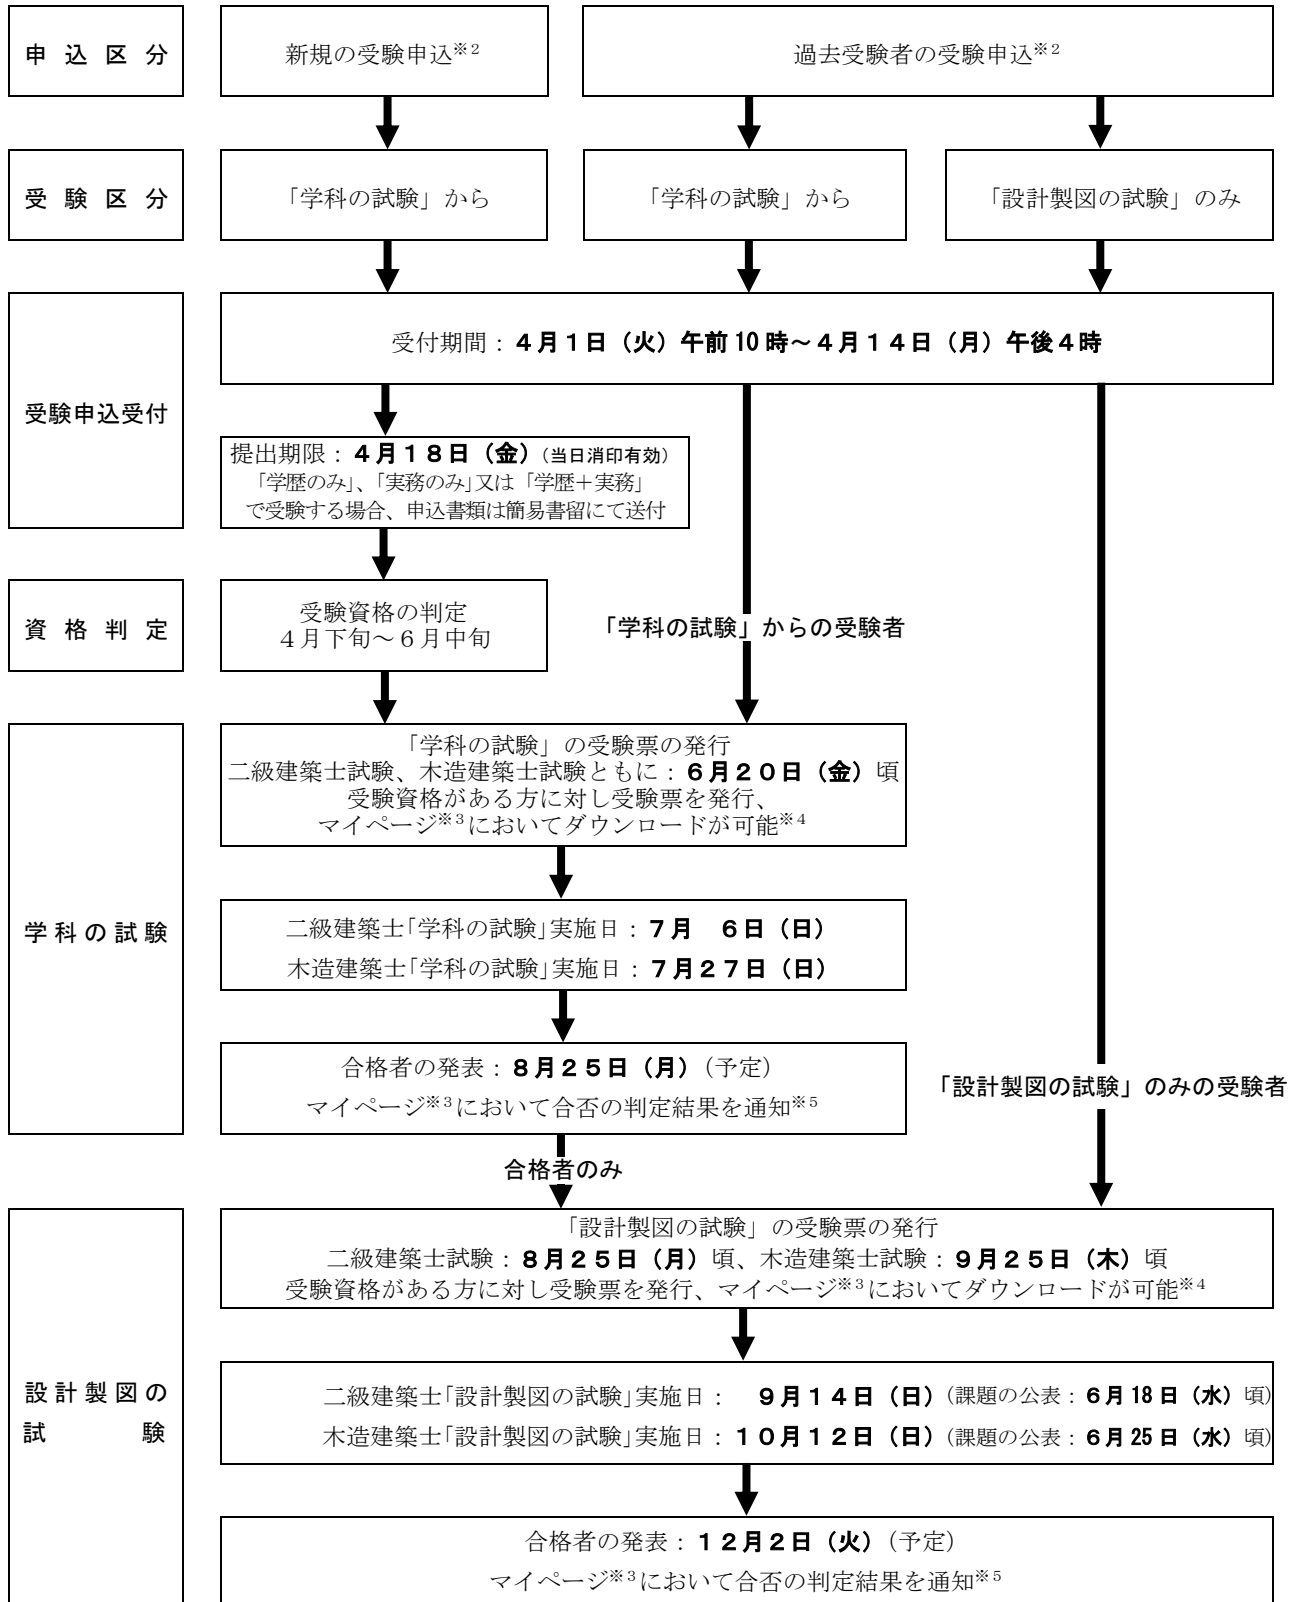 申込区分
新規の受験申込※２
過去受験者の受験申込※２
受験区分
「学科の試験」から
「学科の試験」から
「設計製図の試験」のみ
受験申込受付
受付期間：４月１日（火）午前10時～４月１４日（月）午後４時
提出期限：４月１８日（金）（当日消印有効）
「学歴のみ」、「実務のみ」又は「学歴＋実務」
で受験する場合、申込書類は簡易書留にて送付
資格判定
受験資格の判定
４月下旬～６月中旬
「学科の試験」からの受験者
学科の試験
「学科の試験」の受験票の発行
二級建築士試験、木造建築士試験ともに：６月２０日（金）頃
受験資格がある方に対し受験票を発行、
マイページ※３においてダウンロードが可能※４
二級建築士「学科の試験」実施日：７月　６日（日）
木造建築士「学科の試験」実施日：７月２７日（日）
合格者の発表：８月２５日（月）（予定）
マイページ※３において合否の判定結果を通知※５
「設計製図の試験」のみの受験者
合格者のみ
設計製図の
試験
「設計製図の試験」の受験票の発行
二級建築士試験：８月２５日（月）頃、木造建築士試験：９月２５日（木）頃
受験資格がある方に対し受験票を発行、マイページ※３においてダウンロードが可能※４
二級建築士「設計製図の試験」実施日：　９月１４日（日）（課題の公表：６月18日（水）頃）
木造建築士「設計製図の試験」実施日：１０月１２日（日）（課題の公表：６月25日（水）頃）
合格者の発表：１２月２日（火）（予定）
マイページ※３において合否の判定結果を通知※５